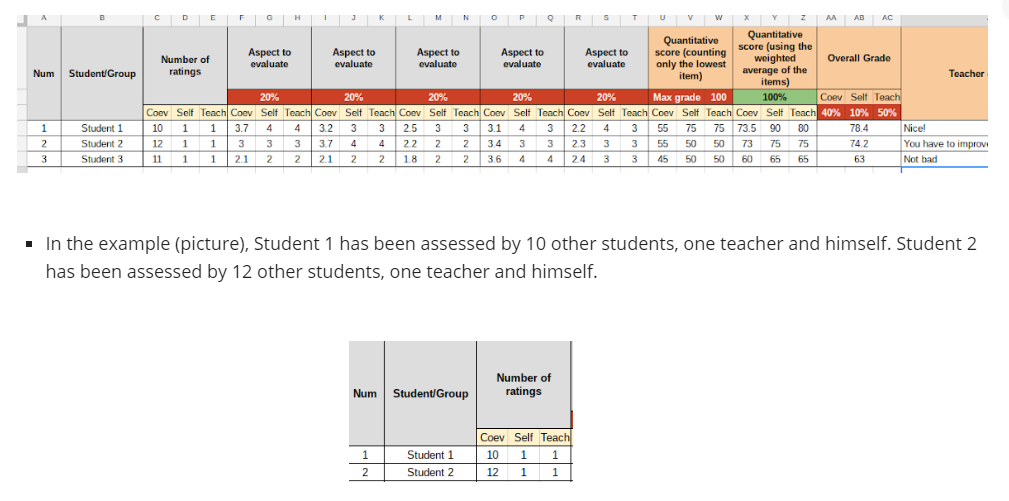 A B C D E F G H I J K L M N O P Q R S T U V W X Y Z AA AB AC
Num Student/Group Number of ratings Aspect to evaluate Aspect to evaluate Aspect to evaluate Aspect to evaluate Aspect to evaluate Quantitative score (counting only the lowest item) Quantitative score (using the weighted average of the items) Overall Grade Teacher
20% 20% 20% 20% 20% Max grade 100 100% Coev Self Teach
Coev Self Teach Coev Self Teach Coev Self Teach Coev Self Teach Coev Self Teach Coev Self Teach Coev Self Teach Coev Self Teach 40% 10% 50%
1 Student 1 10 1 1 3.7 4 4 3.2 3 3 2.5 3 3 3.1 4 3 2.2 4 3 55 75 75 73.5 90 80 78.4 Nice!
2 Student 2 12 1 1 3 3 3 3.7 4 4 2.2 2 2 3.4 3 3 2.3 3 3 55 50 50 73 75 75 74.2 You have to improve
3 Student 3 11 1 1 2.1 2 2 2.1 2 2 1.8 2 2 3.6 4 4 2.4 3 3 45 50 50 60 65 65 63 Not bad
▪ In the example (picture), Student 1 has been assessed by 10 other students, one teacher and himself. Student 2
has been assessed by 12 other students, one teacher and himself.
Num Student/Group Number of ratings
Coev Self Teach
1 Student 1 10 1 1
2 Student 2 12 1 1